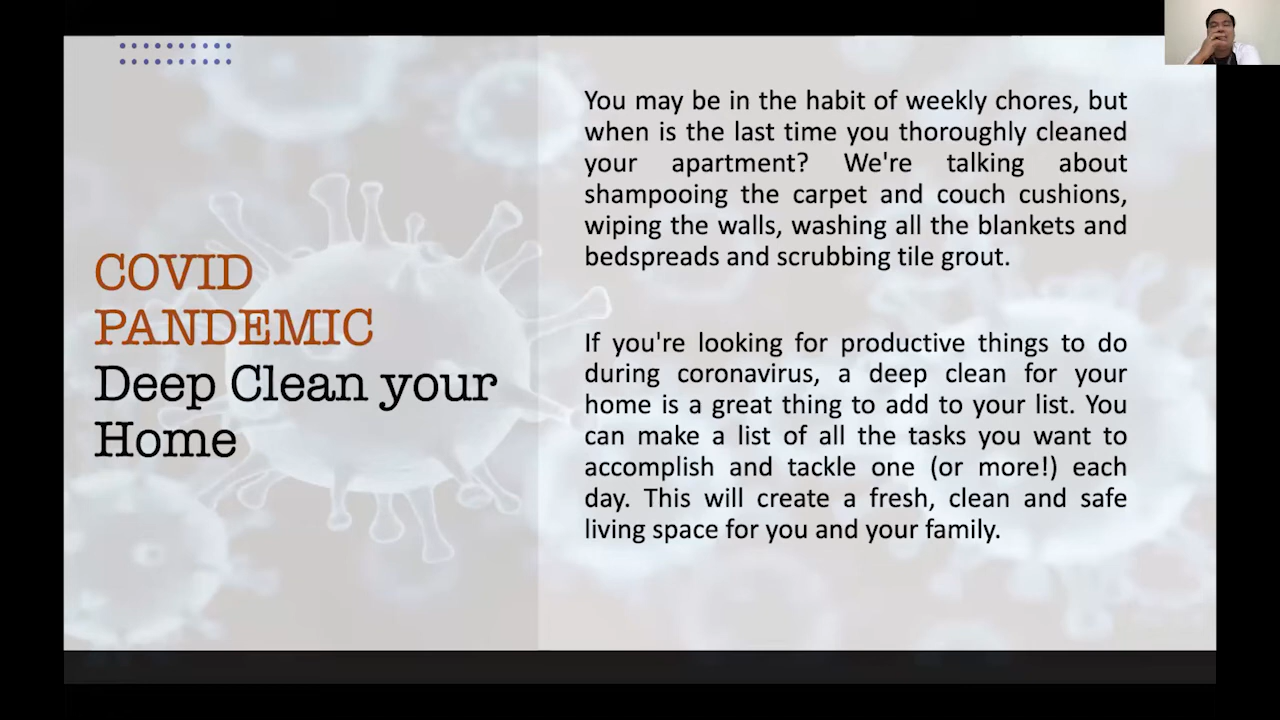 COVID
PANDEMIC
Deep Clean your
Home
You may be in the habit of weekly chores, but
when is the last time you thoroughly cleaned
your apartment? We're talking about
shampooing the carpet and couch cushions,
wiping the walls, washing all the blankets and
bedspreads and scrubbing tile grout.
If you're looking for productive things to do
during coronavirus, a deep clean for your
home is a great thing to add to your list. You
can make a list of all the tasks you want to
accomplish and tackle one (or more!) each
day. This will create a fresh, clean and safe
living space for you and your family.